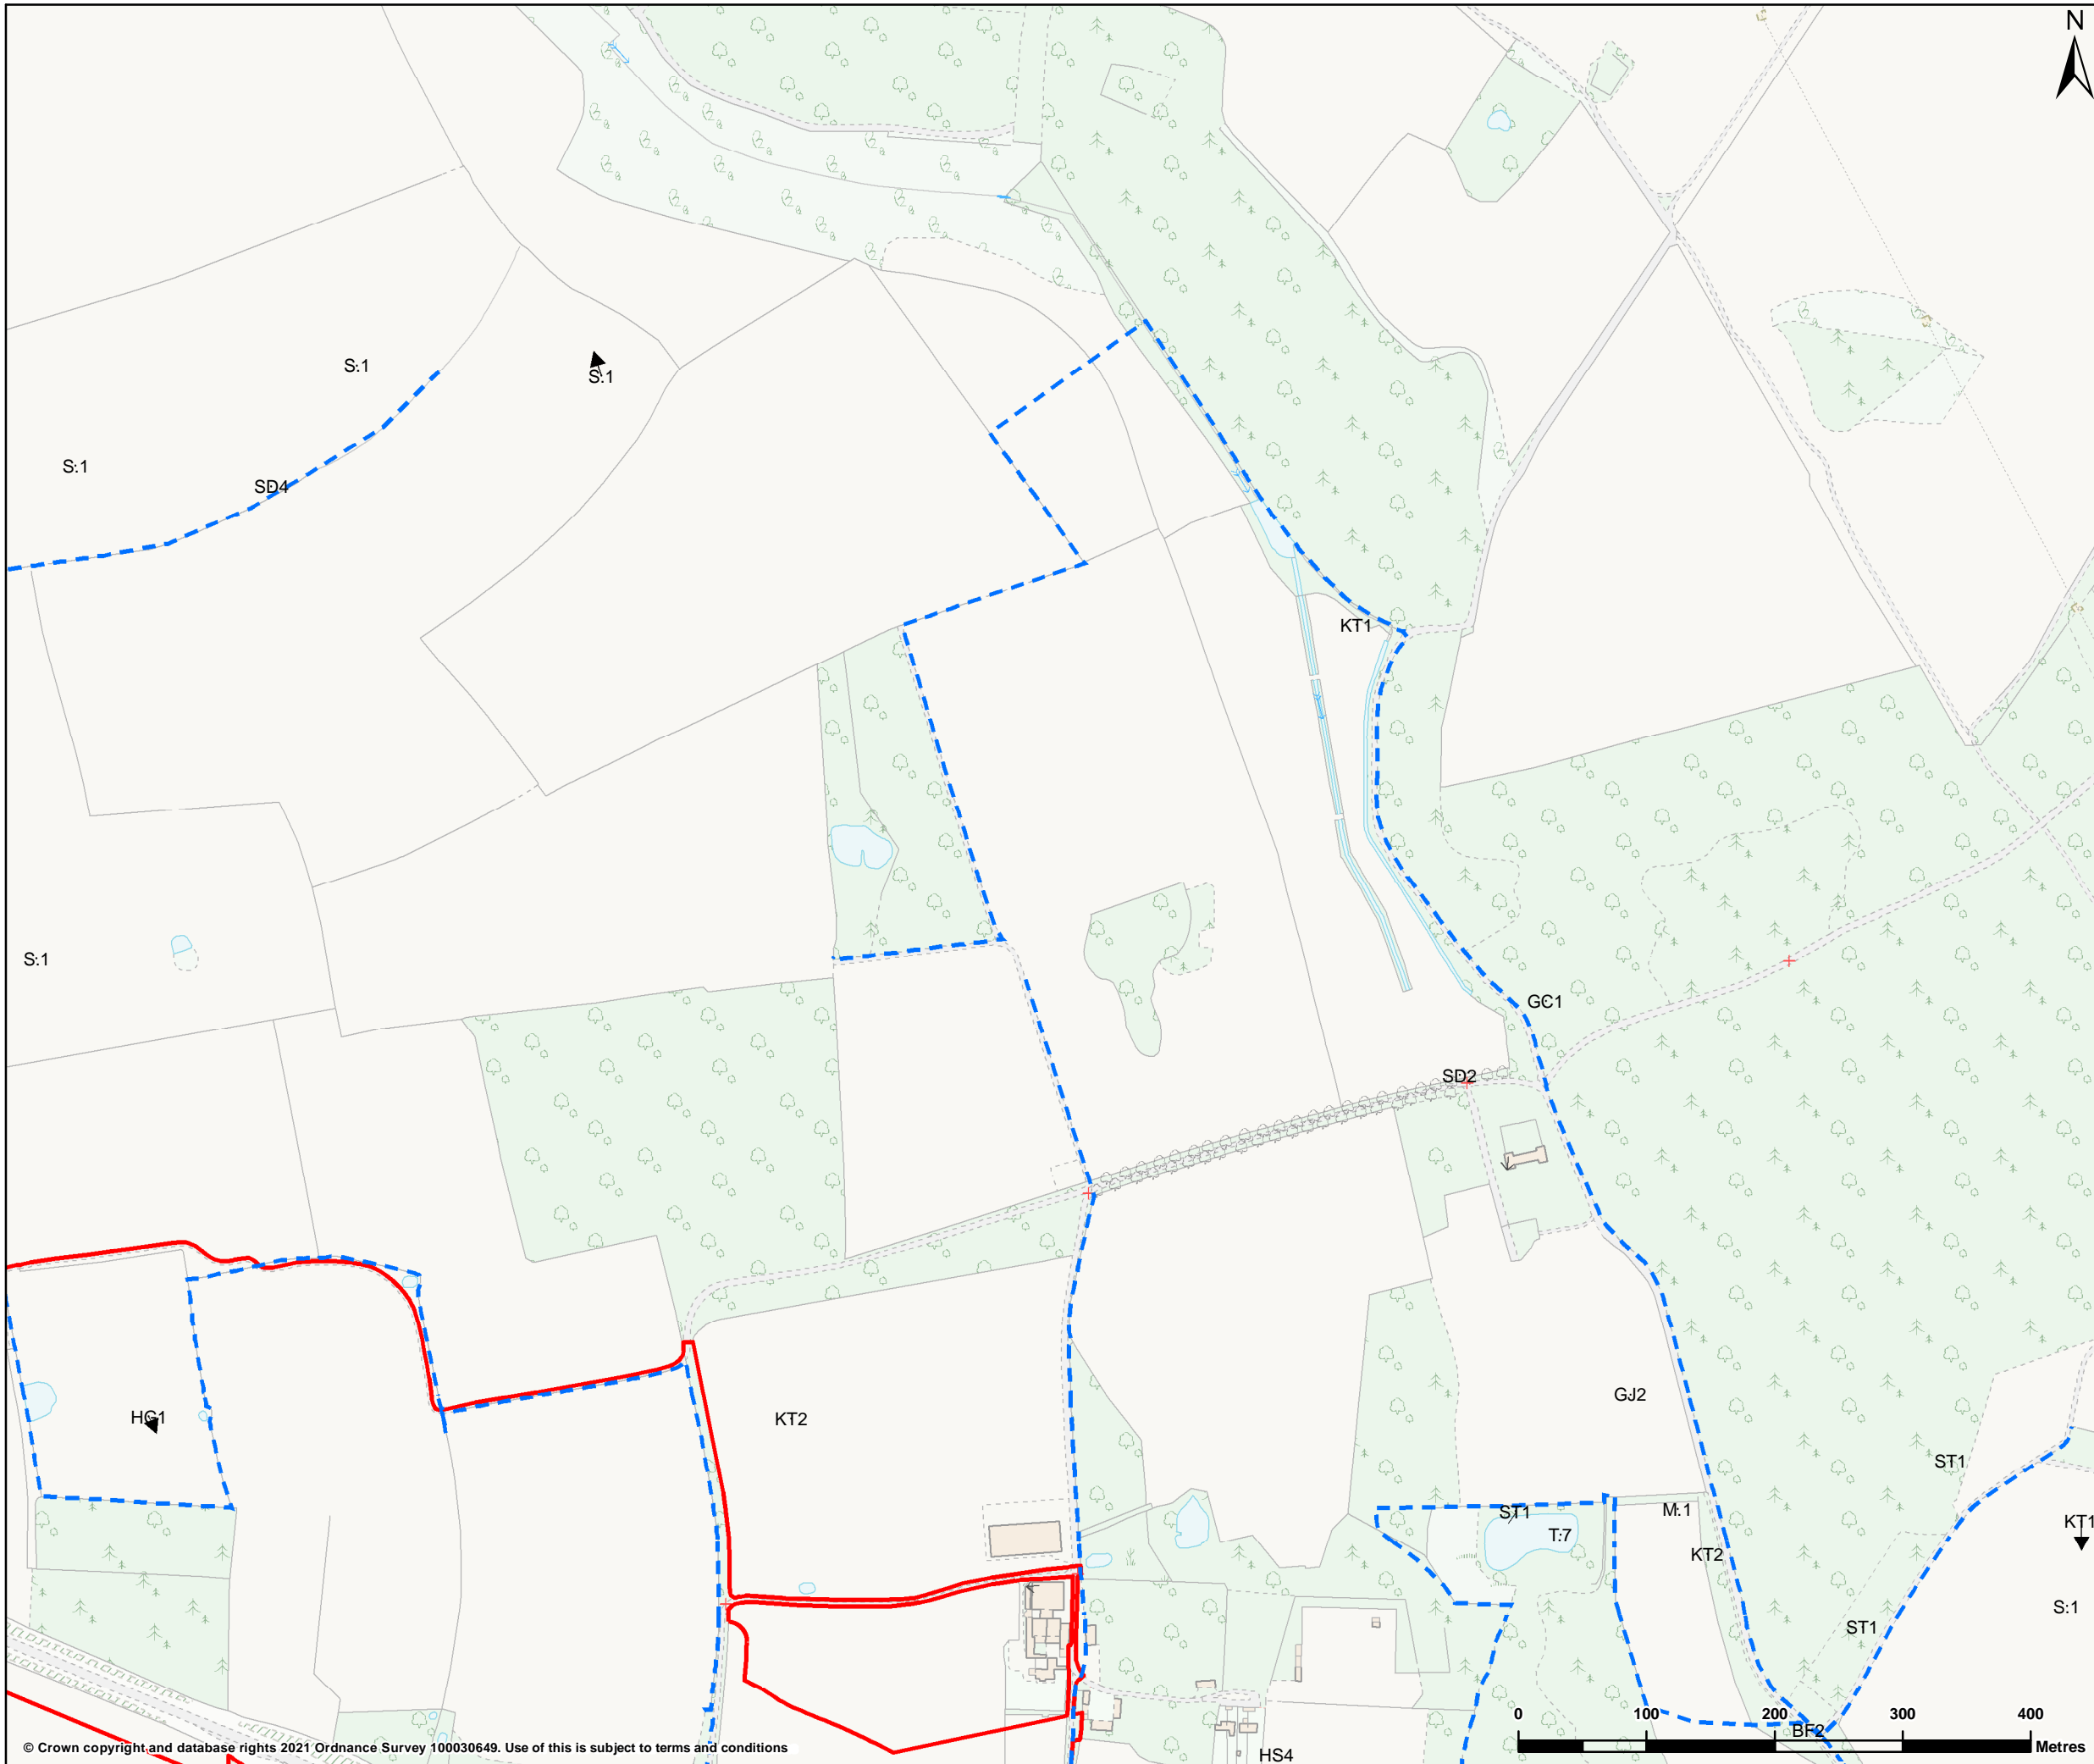 N
S:1
S:1
S:1
SD4
KT1
S:1
GC1
SD2
GJ2
HG1
KT2
ST1
ST1
M:1
T:7
KT1
KT2
S:1
ST1
BF2
HS4
0 100 200 300 400
Metres
© Crown copyright and database rights 2021 Ordnance Survey 100030649. Use of this is subject to terms and conditions